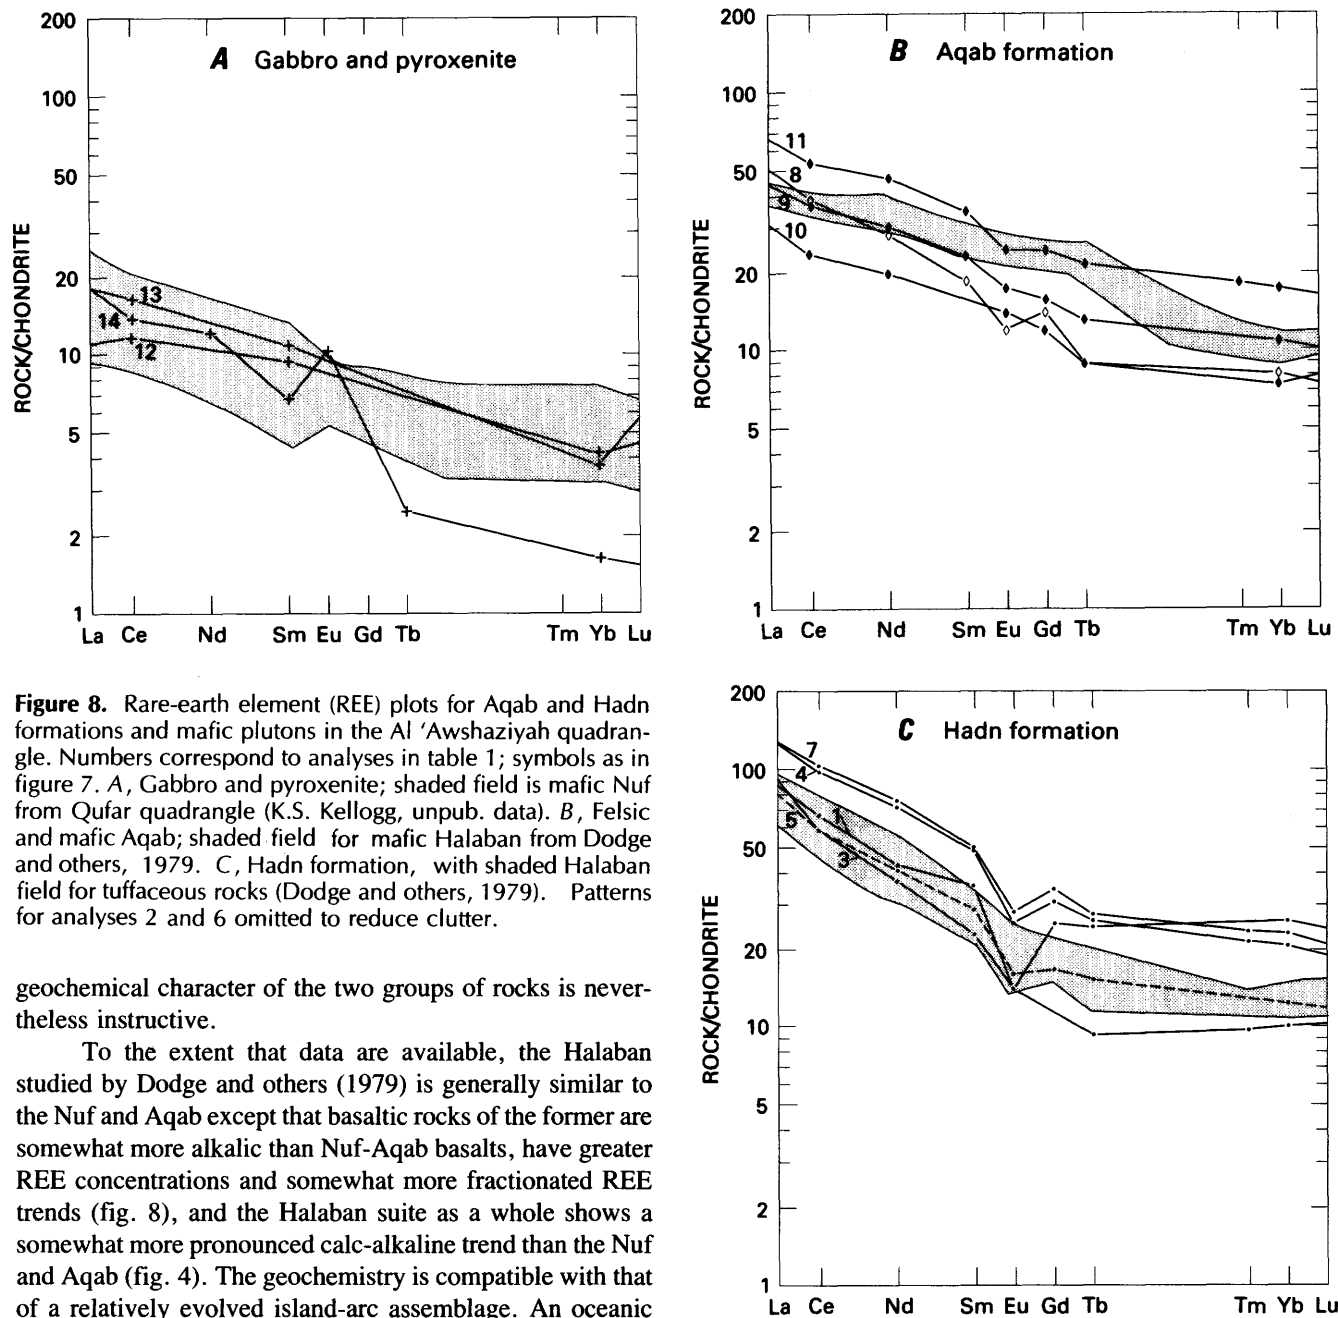 A Gabbro and pyroxenite
200
100
50
20
10
5
2
1
ROCK/CHONDRITE
13
14
12
La Ce Nd Sm Eu Gd Tb Tm Yb Lu
B Aqab formation
200
100
50
20
10
5
2
1
ROCK/CHONDRITE
11
8
9
10
La Ce Nd Sm Eu Gd Tb Tm Yb Lu
Figure 8. Rare-earth element (REE) plots for Aqab and Hadn
formations and mafic plutons in the Al 'Awshaziyah quadran-
gle. Numbers correspond to analyses in table 1; symbols as in
figure 7. A, Gabbro and pyroxenite; shaded field is mafic Nuf
from Qufar quadrangle (K.S. Kellogg, unpub. data). B, Felsic
and mafic Aqab; shaded field for mafic Halaban from Dodge
and others, 1979. C, Hadn formation, with shaded Halaban
field for tuffaceous rocks (Dodge and others, 1979). Patterns
for analyses 2 and 6 omitted to reduce clutter.
geochemical character of the two groups of rocks is never-
theless instructive.
To the extent that data are available, the Halaban
studied by Dodge and others (1979) is generally similar to
the Nuf and Aqab except that basaltic rocks of the former are
somewhat more alkalic than Nuf-Aqab basalts, have greater
REE concentrations and somewhat more fractionated REE
trends (fig. 8), and the Halaban suite as a whole shows a
somewhat more pronounced calc-alkaline trend than the Nuf
and Aqab (fig. 4). The geochemistry is compatible with that
of a relatively evolved island-arc assemblage. An oceanic
C Hadn formation
200
100
50
20
10
5
2
1
ROCK/CHONDRITE
7
4
1
5
3
La Ce Nd Sm Eu Gd Tb Tm Yb Lu